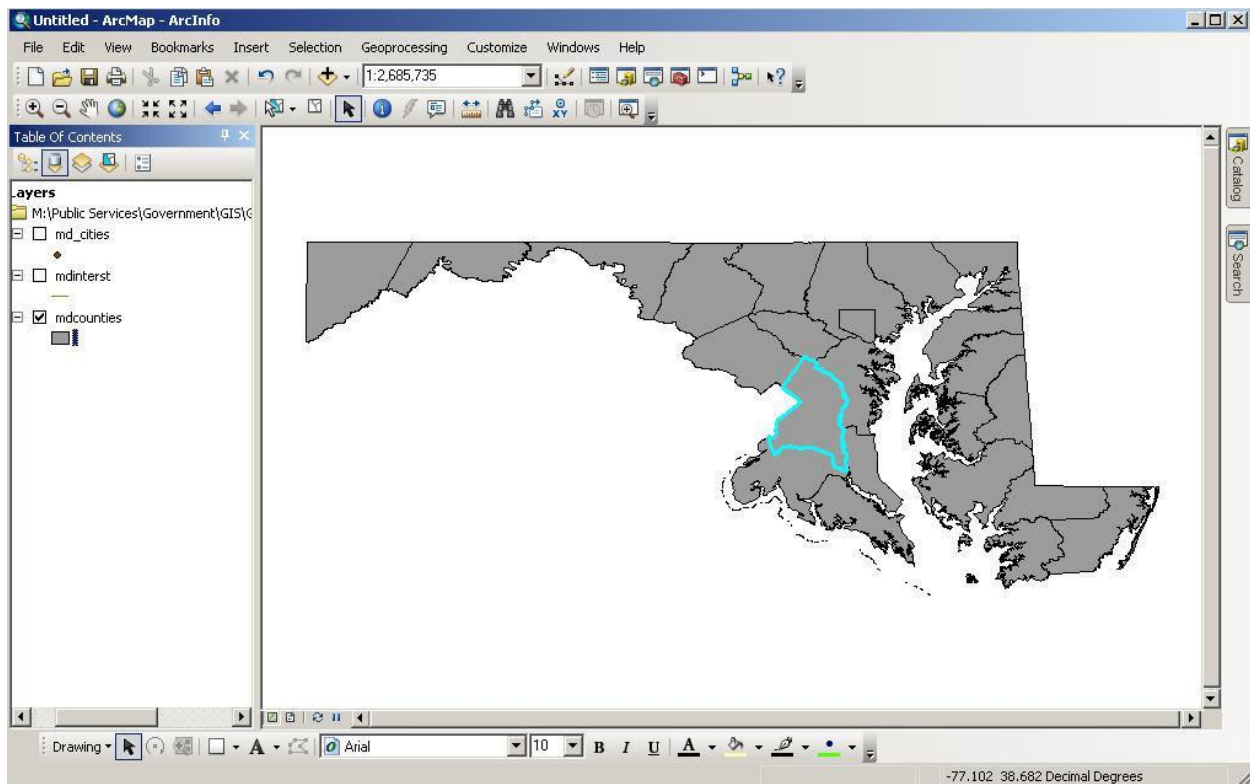 Untitled - ArcMap - ArcInfo
File Edit View Bookmarks Insert Selection Geoprocessing Customize Windows Help
1:2,685,735
XY
Table Of Contents
Layers
M:\Public Services\Government\GIS\G
md_cities
mdinterst
mdcounties
Catalog
Search
Drawing A Arial 10 B I U A
-77.102 38.682 Decimal Degrees